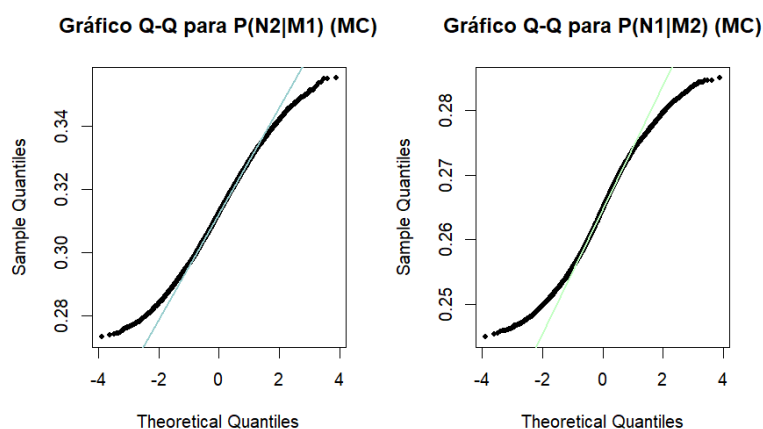 Gráfico Q-Q para P(N2|M1) (MC)
Sample Quantiles
0.34
0.32
0.30
0.28
-4 -2 0 2 4
Theoretical Quantiles
Gráfico Q-Q para P(N1|M2) (MC)
Sample Quantiles
0.28
0.27
0.26
0.25
-4 -2 0 2 4
Theoretical Quantiles